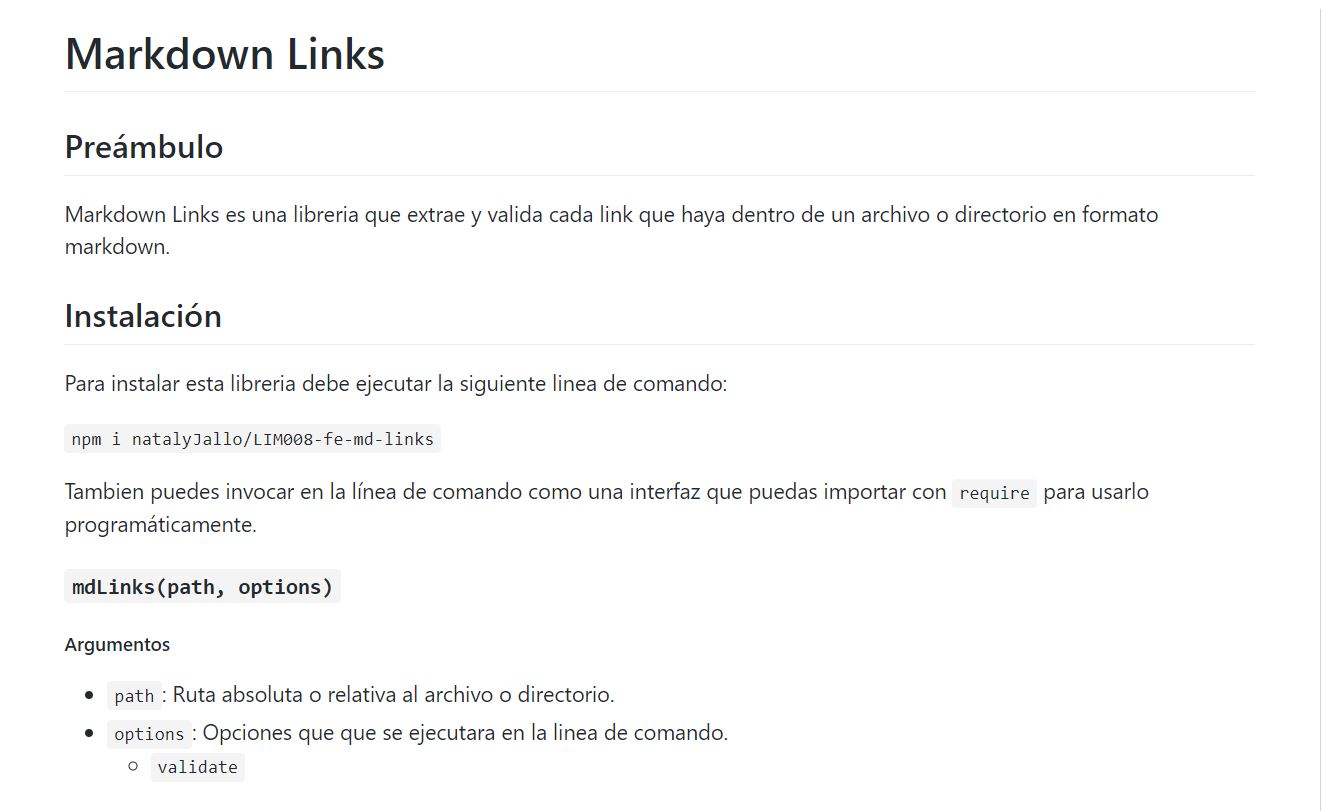 Markdown Links
Preámbulo
Markdown Links es una libreria que extrae y valida cada link que haya dentro de un archivo o directorio en formato
markdown.
Instalación
Para instalar esta libreria debe ejecutar la siguiente linea de comando:
npm i natalyJallo/LIM008-fe-md-links
Tambien puedes invocar en la línea de comando como una interfaz que puedas importar con require para usarlo
programáticamente.
mdLinks(path, options)
Argumentos
path: Ruta absoluta o relativa al archivo o directorio.
options: Opciones que que se ejecutara en la linea de comando.
validate